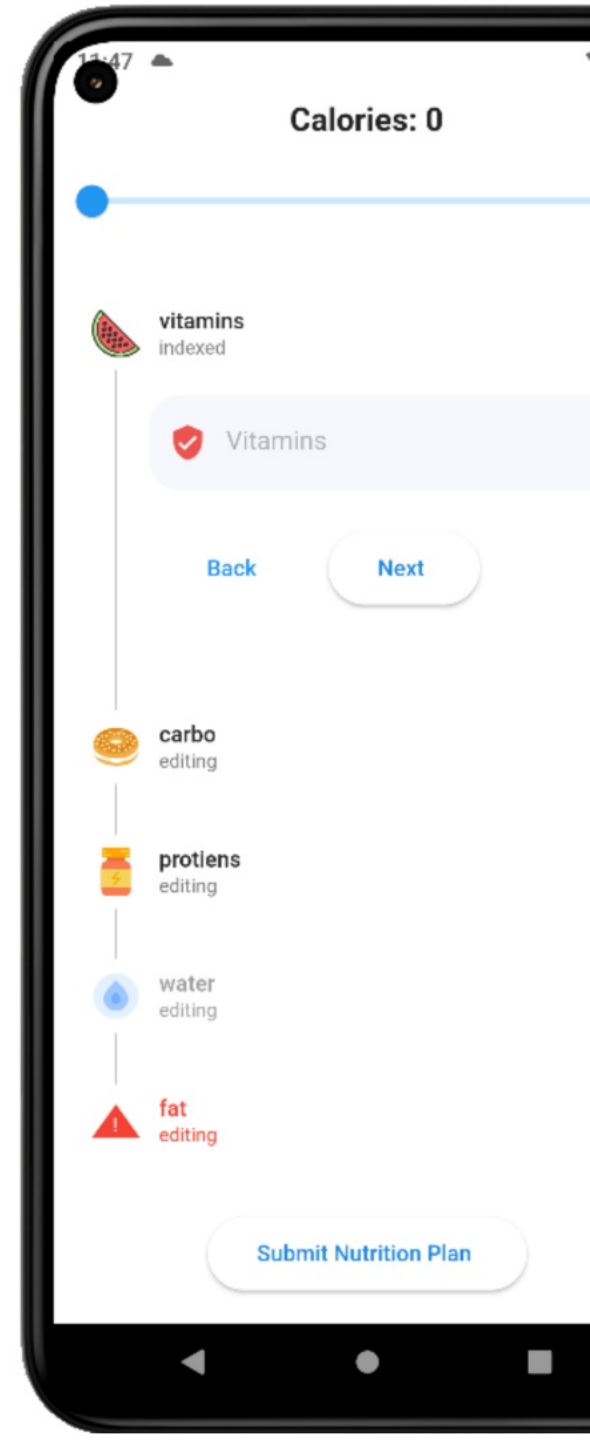 11:47
Calories: 0
vitamins
indexed
Vitamins
Back Next
carbo
editing
protiens
editing
water
editing
fat
editing
Submit Nutrition Plan